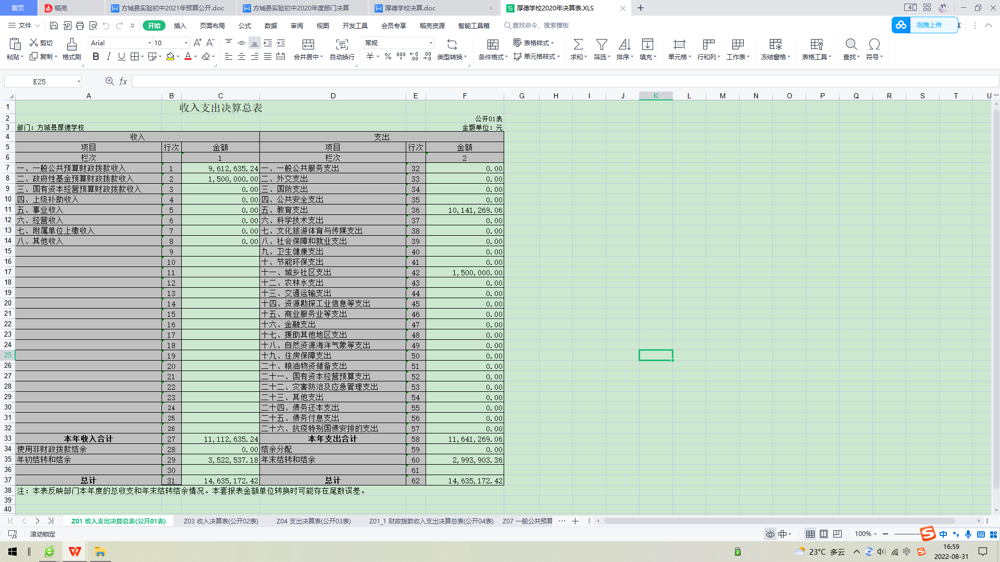 首页 稻壳 方城县实验初中2021年预算公开.doc 方城县实验初中2020年度部门决算 厚德学校决算.doc 厚德学校2020年决算表.XLS
文件 开始 插入 页面布局 公式 数据 审阅 视图 开发工具 会员专享 稻壳资源 智能工具箱 查找命令、搜索模板 拖拽上传
粘贴 剪切 复制 格式刷 Arial 10 合并居中 自动换行 常规 类型转换 条件格式 表格样式 单元格样式 求和 筛选 排序 填充 单元格 行和列 工作表 冻结窗格 表格工具 查找 符号
K25 fx
A B C D E F G H I J K L M N O P Q R S T U
1 收入支出决算总表
2 公开01表
3 部门：方城县厚德学校 金额单位：元
4 收入 支出
5 项目 行次 金额 项目 行次 金额
6 栏次 1 栏次 2
7 一、一般公共预算财政拨款收入 1 9,612,635.24 一、一般公共服务支出 32 0.00
8 二、政府性基金预算财政拨款收入 2 1,500,000.00 二、外交支出 33 0.00
9 三、国有资本经营预算财政拨款收入 3 0.00 三、国防支出 34 0.00
10 四、上级补助收入 4 0.00 四、公共安全支出 35 0.00
11 五、事业收入 5 0.00 五、教育支出 36 10,141,269.06
12 六、经营收入 6 0.00 六、科学技术支出 37 0.00
13 七、附属单位上缴收入 7 0.00 七、文化旅游体育与传媒支出 38 0.00
14 八、其他收入 8 0.00 八、社会保障和就业支出 39 0.00
15 9 九、卫生健康支出 40 0.00
16 10 十、节能环保支出 41 0.00
17 11 十一、城乡社区支出 42 1,500,000.00
18 12 十二、农林水支出 43 0.00
19 13 十三、交通运输支出 44 0.00
20 14 十四、资源勘探工业信息等支出 45 0.00
21 15 十五、商业服务业等支出 46 0.00
22 16 十六、金融支出 47 0.00
23 17 十七、援助其他地区支出 48 0.00
24 18 十八、自然资源海洋气象等支出 49 0.00
25 19 十九、住房保障支出 50 0.00
26 20 二十、粮油物资储备支出 51 0.00
27 21 二十一、国有资本经营预算支出 52 0.00
28 22 二十二、灾害防治及应急管理支出 53 0.00
29 23 二十三、其他支出 54 0.00
30 24 二十四、债务还本支出 55 0.00
31 25 二十五、债务付息支出 56 0.00
32 26 二十六、抗疫特别国债安排的支出 57 0.00
33 本年收入合计 27 11,112,635.24 本年支出合计 58 11,641,269.06
34 使用非财政拨款结余 28 0.00 结余分配 59 0.00
35 年初结转和结余 29 3,522,537.18 年末结转和结余 60 2,993,903.36
36 30 61
37 总计 31 14,635,172.42 总计 62 14,635,172.42
38 注：本表反映部门本年度的总收支和年末结转结余情况。本套报表金额单位转换时可能存在尾数误差。
39
40
Z01 收入支出决算总表(公开01表) Z03 收入决算表(公开02表) Z04 支出决算表(公开03表) Z01_1 财政拨款收入支出决算总表(公开04表) Z07 一般公共预算 ···
滚动锁定 100% 中
23°C 多云 中 16:59
2022-08-31